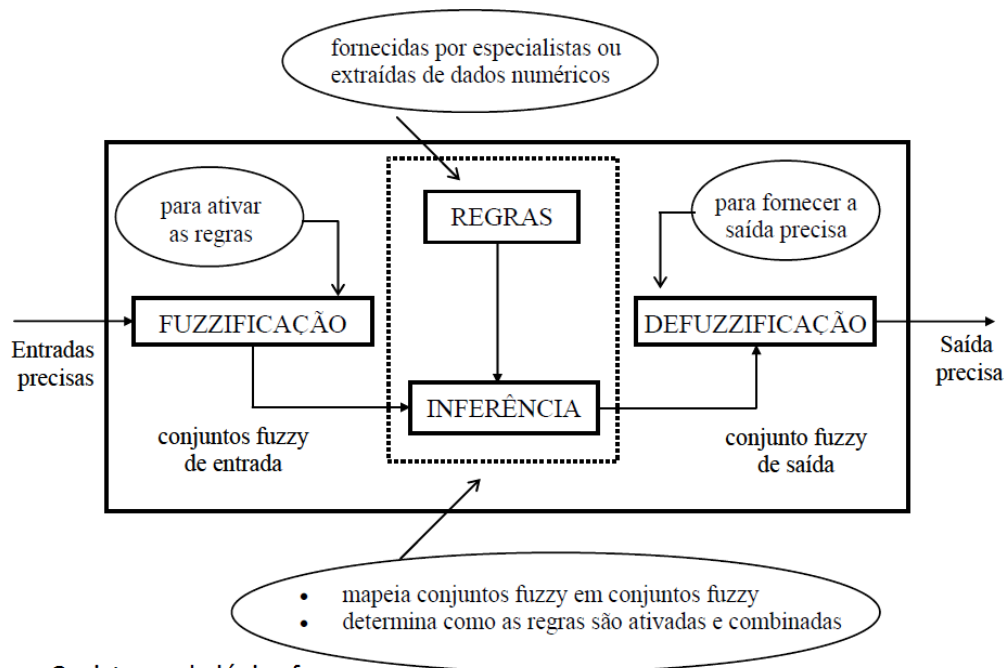 fornecidas por especialistas ou
extraídas de dados numéricos
para ativar
as regras
REGRAS
para fornecer a
saída precisa
FUZZIFICAÇÃO
DEFUZZIFICAÇÃO
Entradas
precisas
Saída
precisa
INFERÊNCIA
conjuntos fuzzy
de entrada
conjunto fuzzy
de saída
• mapeia conjuntos fuzzy em conjuntos fuzzy
• determina como as regras são ativadas e combinadas